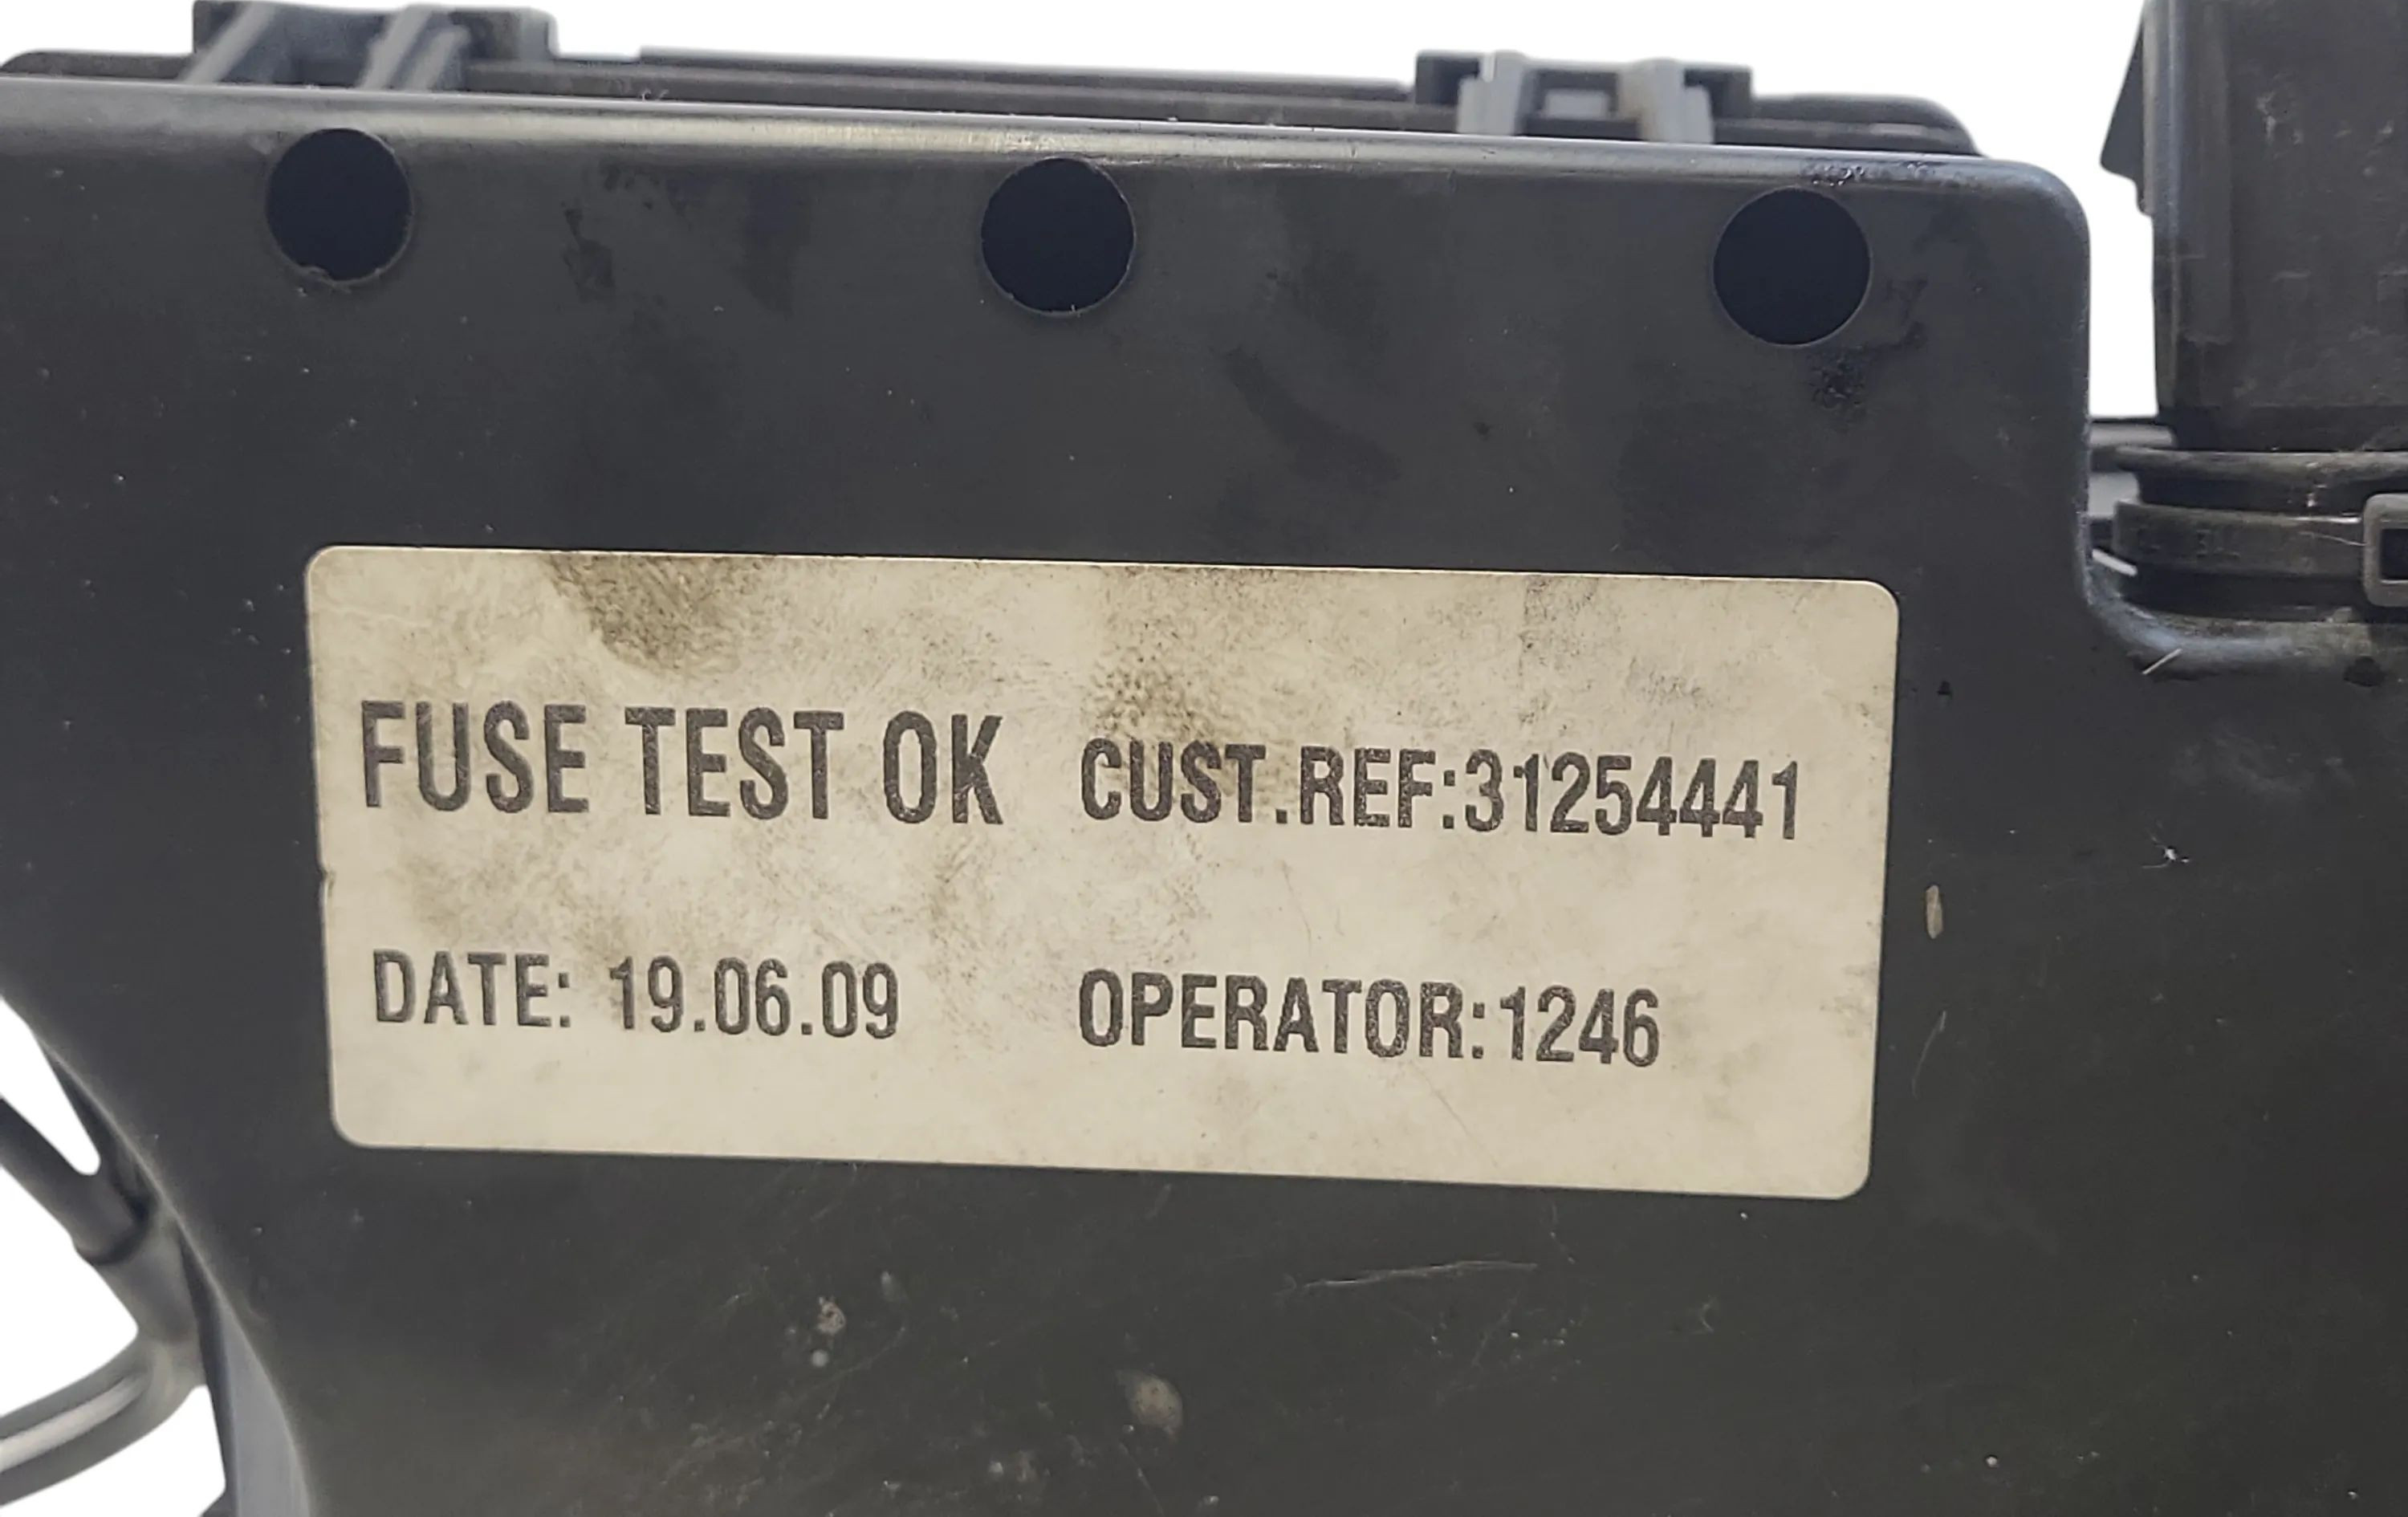 FUSE TEST OK CUST.REF:31254441
DATE: 19.06.09 OPERATOR:1246